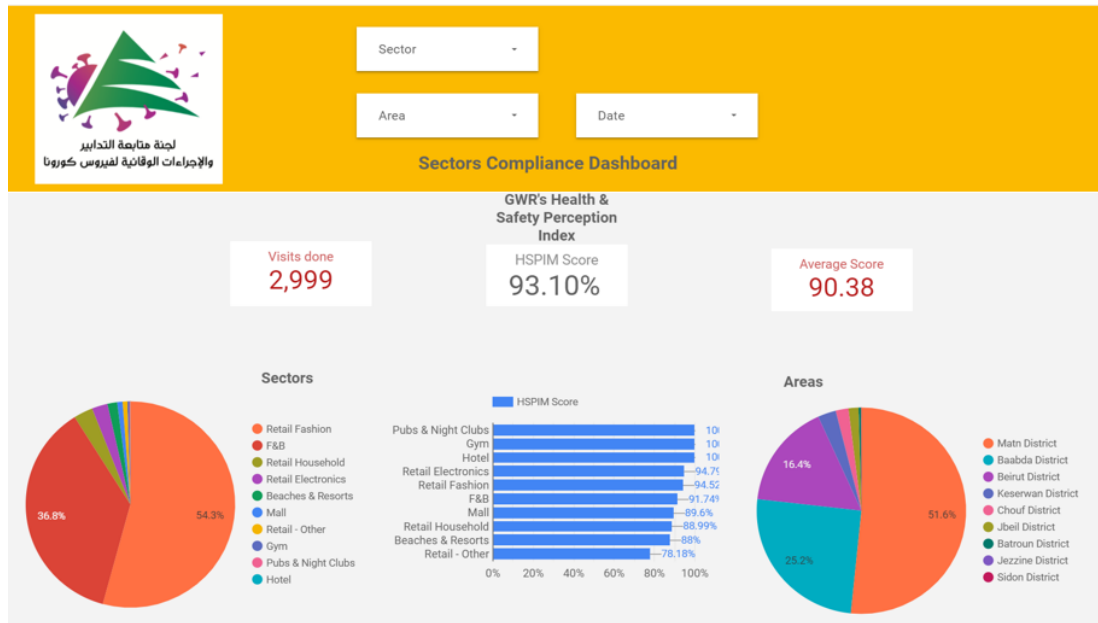 Sector
Area
Date
لجنة متابعة التدابير
والإجراءات الوقائية لفيروس كورونا
Sectors Compliance Dashboard
GWR's Health &
Safety Perception
Index
Visits done
2,999
HSPIM Score
93.10%
Average Score
90.38
Sectors
36.8%
54.3%
Retail Fashion
F&B
Retail Household
Retail Electronics
Beaches & Resorts
Mall
Retail - Other
Gym
Pubs & Night Clubs
Hotel
HSPIM Score
Pubs & Night Clubs
Gym
Hotel
Retail Electronics 94.79
Retail Fashion 94.52
F&B 91.74%
Mall 89.6%
Retail Household 88.99%
Beaches & Resorts 88%
Retail - Other 78.18%
0% 20% 40% 60% 80% 100%
Areas
16.4%
25.2%
51.6%
Matn District
Baabda District
Beirut District
Keserwan District
Chouf District
Jbeil District
Batroun District
Jezzine District
Sidon District